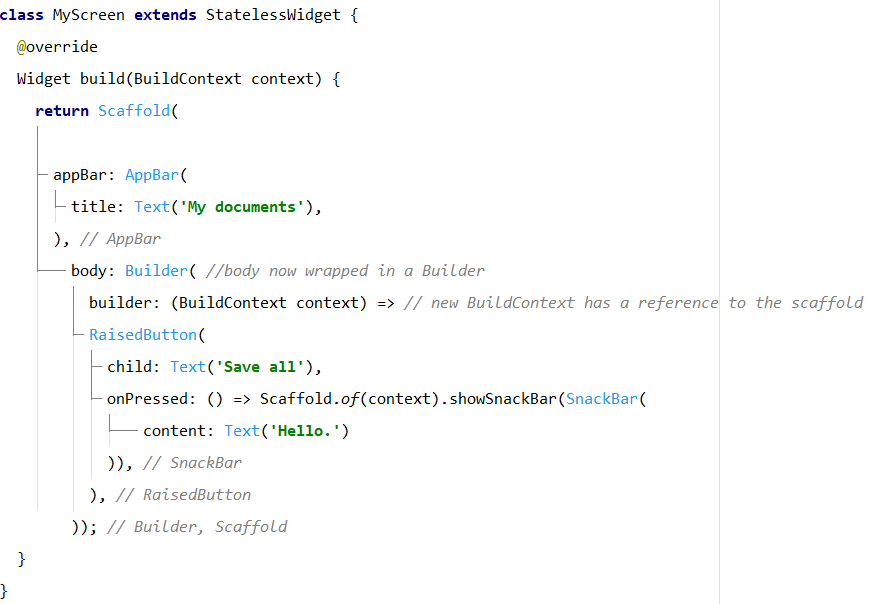 class MyScreen extends StatelessWidget {
@override
Widget build(BuildContext context) {
return Scaffold(
appBar: AppBar(
title: Text('My documents'),
), // AppBar
body: Builder( //body now wrapped in a Builder
builder: (BuildContext context) => // new BuildContext has a reference to the scaffold
RaisedButton(
child: Text('Save all'),
onPressed: () => Scaffold.of(context).showSnackBar(SnackBar(
content: Text('Hello.')
)), // SnackBar
), // RaisedButton
)); // Builder, Scaffold
}
}